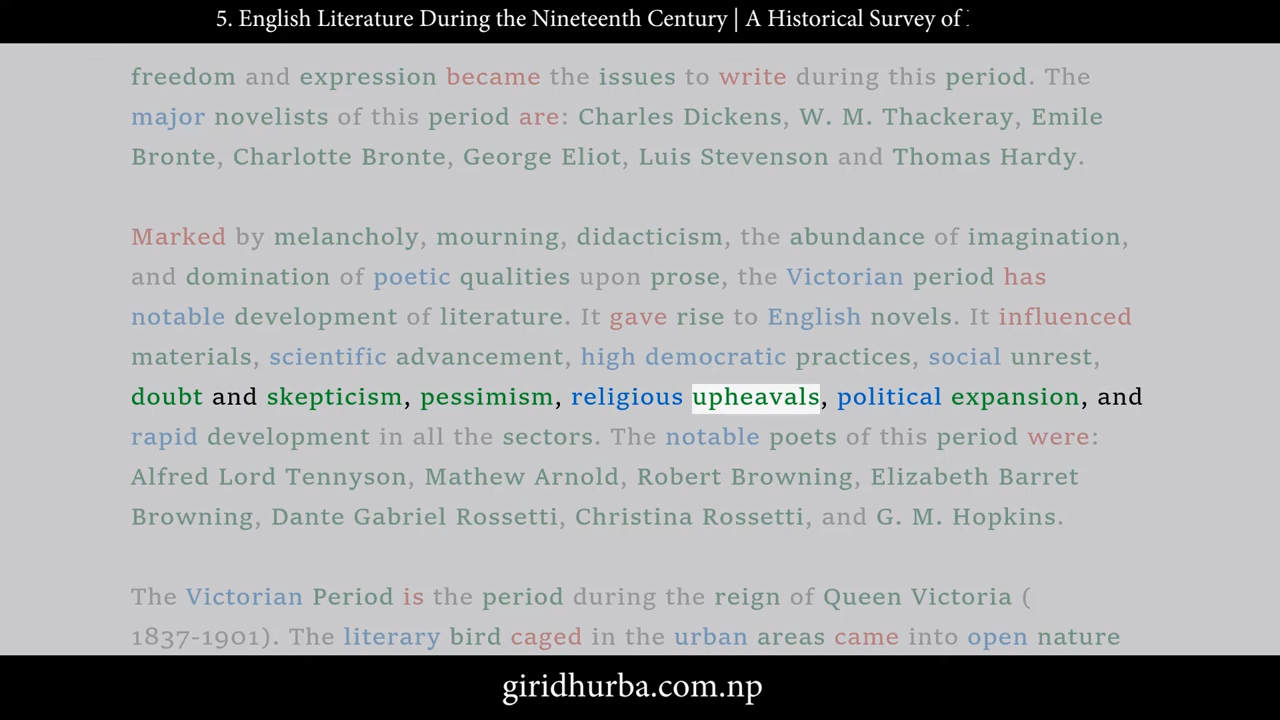 5. English Literature During the Nineteenth Century | A Historical Survey of
freedom and expression became the issues to write during this period. The
major novelists of this period are: Charles Dickens, W. M. Thackeray, Emile
Bronte, Charlotte Bronte, George Eliot, Luis Stevenson and Thomas Hardy.
Marked by melancholy, mourning, didacticism, the abundance of imagination,
and domination of poetic qualities upon prose, the Victorian period has
notable development of literature. It gave rise to English novels. It influenced
materials, scientific advancement, high democratic practices, social unrest,
doubt and skepticism, pessimism, religious upheavals, political expansion, and
rapid development in all the sectors. The notable poets of this period were:
Alfred Lord Tennyson, Mathew Arnold, Robert Browning, Elizabeth Barret
Browning, Dante Gabriel Rossetti, Christina Rossetti, and G. M. Hopkins.
The Victorian Period is the period during the reign of Queen Victoria (
1837-1901). The literary bird caged in the urban areas came into open nature
giridhurba.com.np